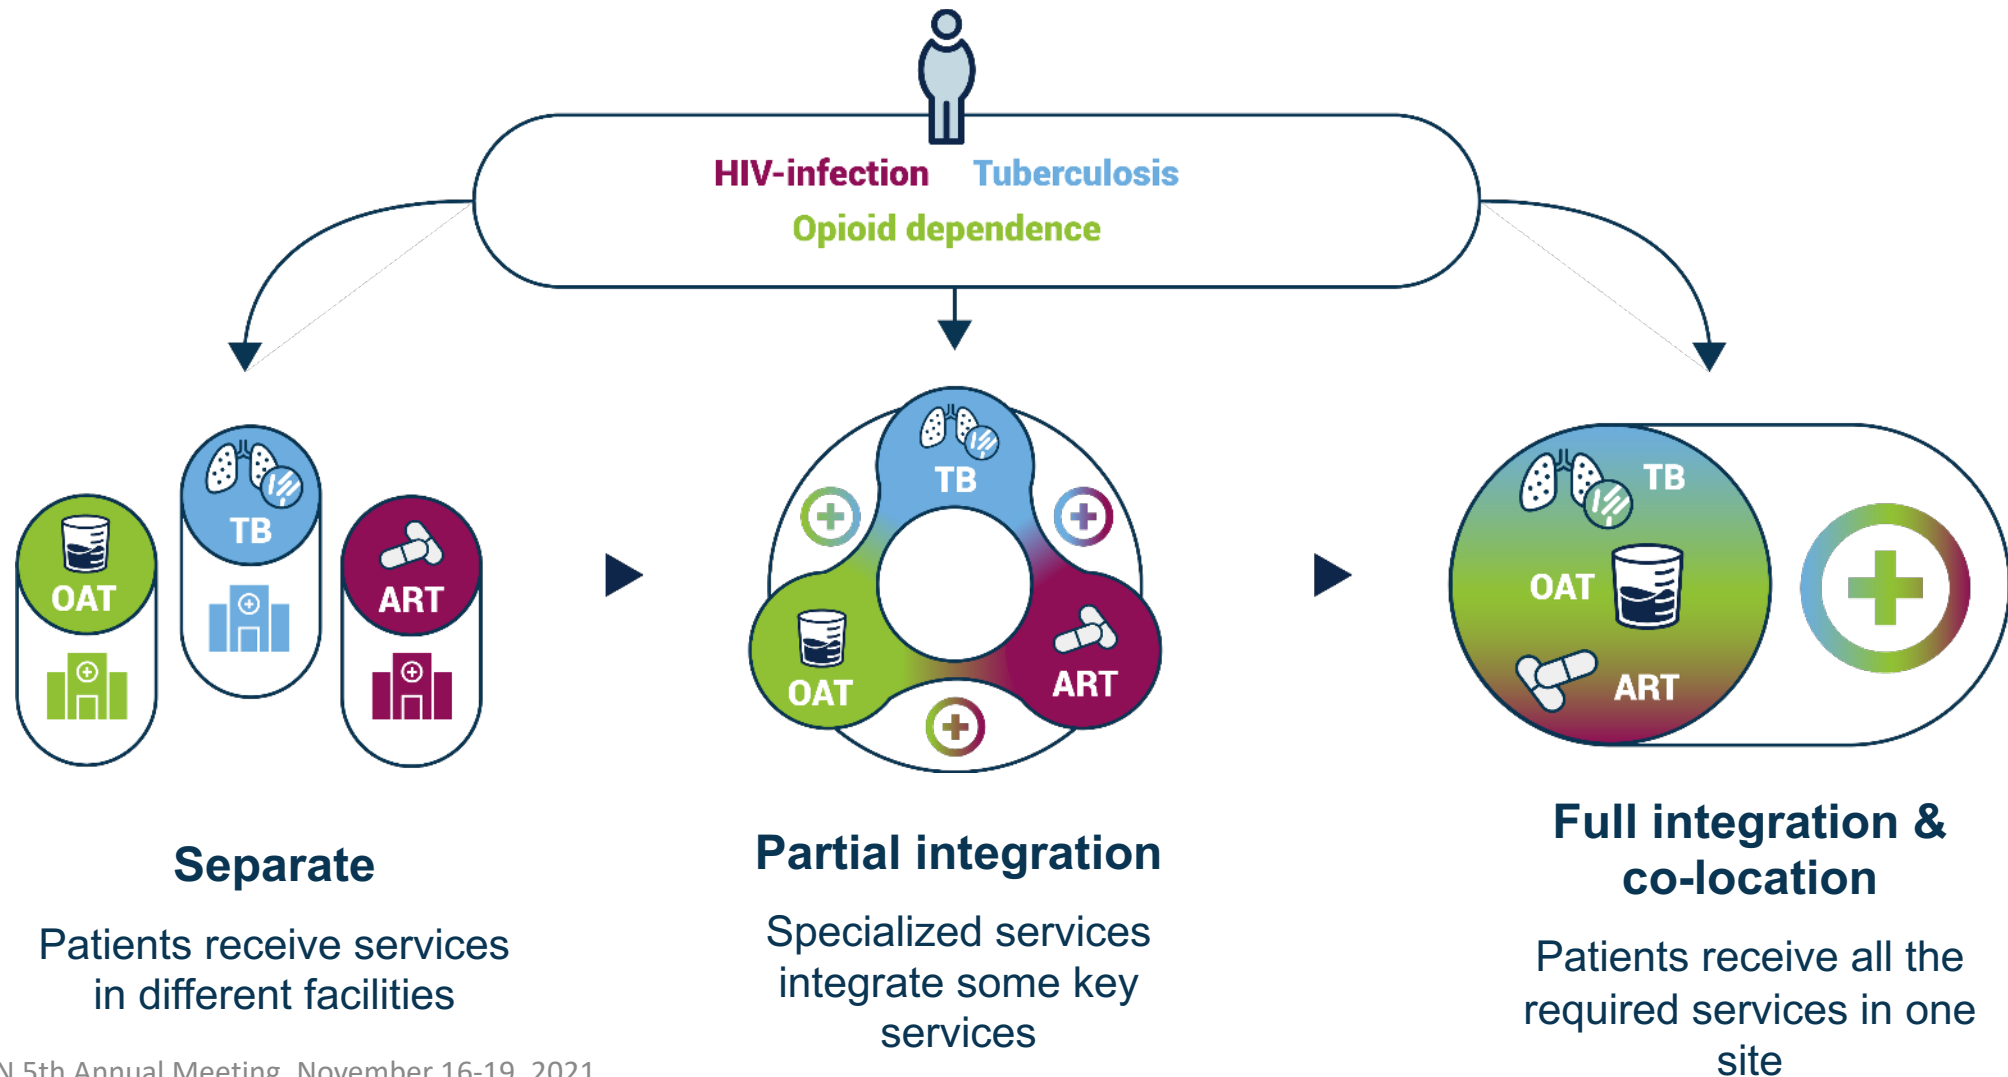 HIV-infection Tuberculosis
Opioid dependence
OAT
TB
ART
TB
OAT
ART
TB
OAT
ART
Separate
Patients receive services
in different facilities
Partial integration
Specialized services
integrate some key
services
Full integration &
co-location
Patients receive all the
required services in one
site
N 5th Annual Meeting, November 16-19, 2021